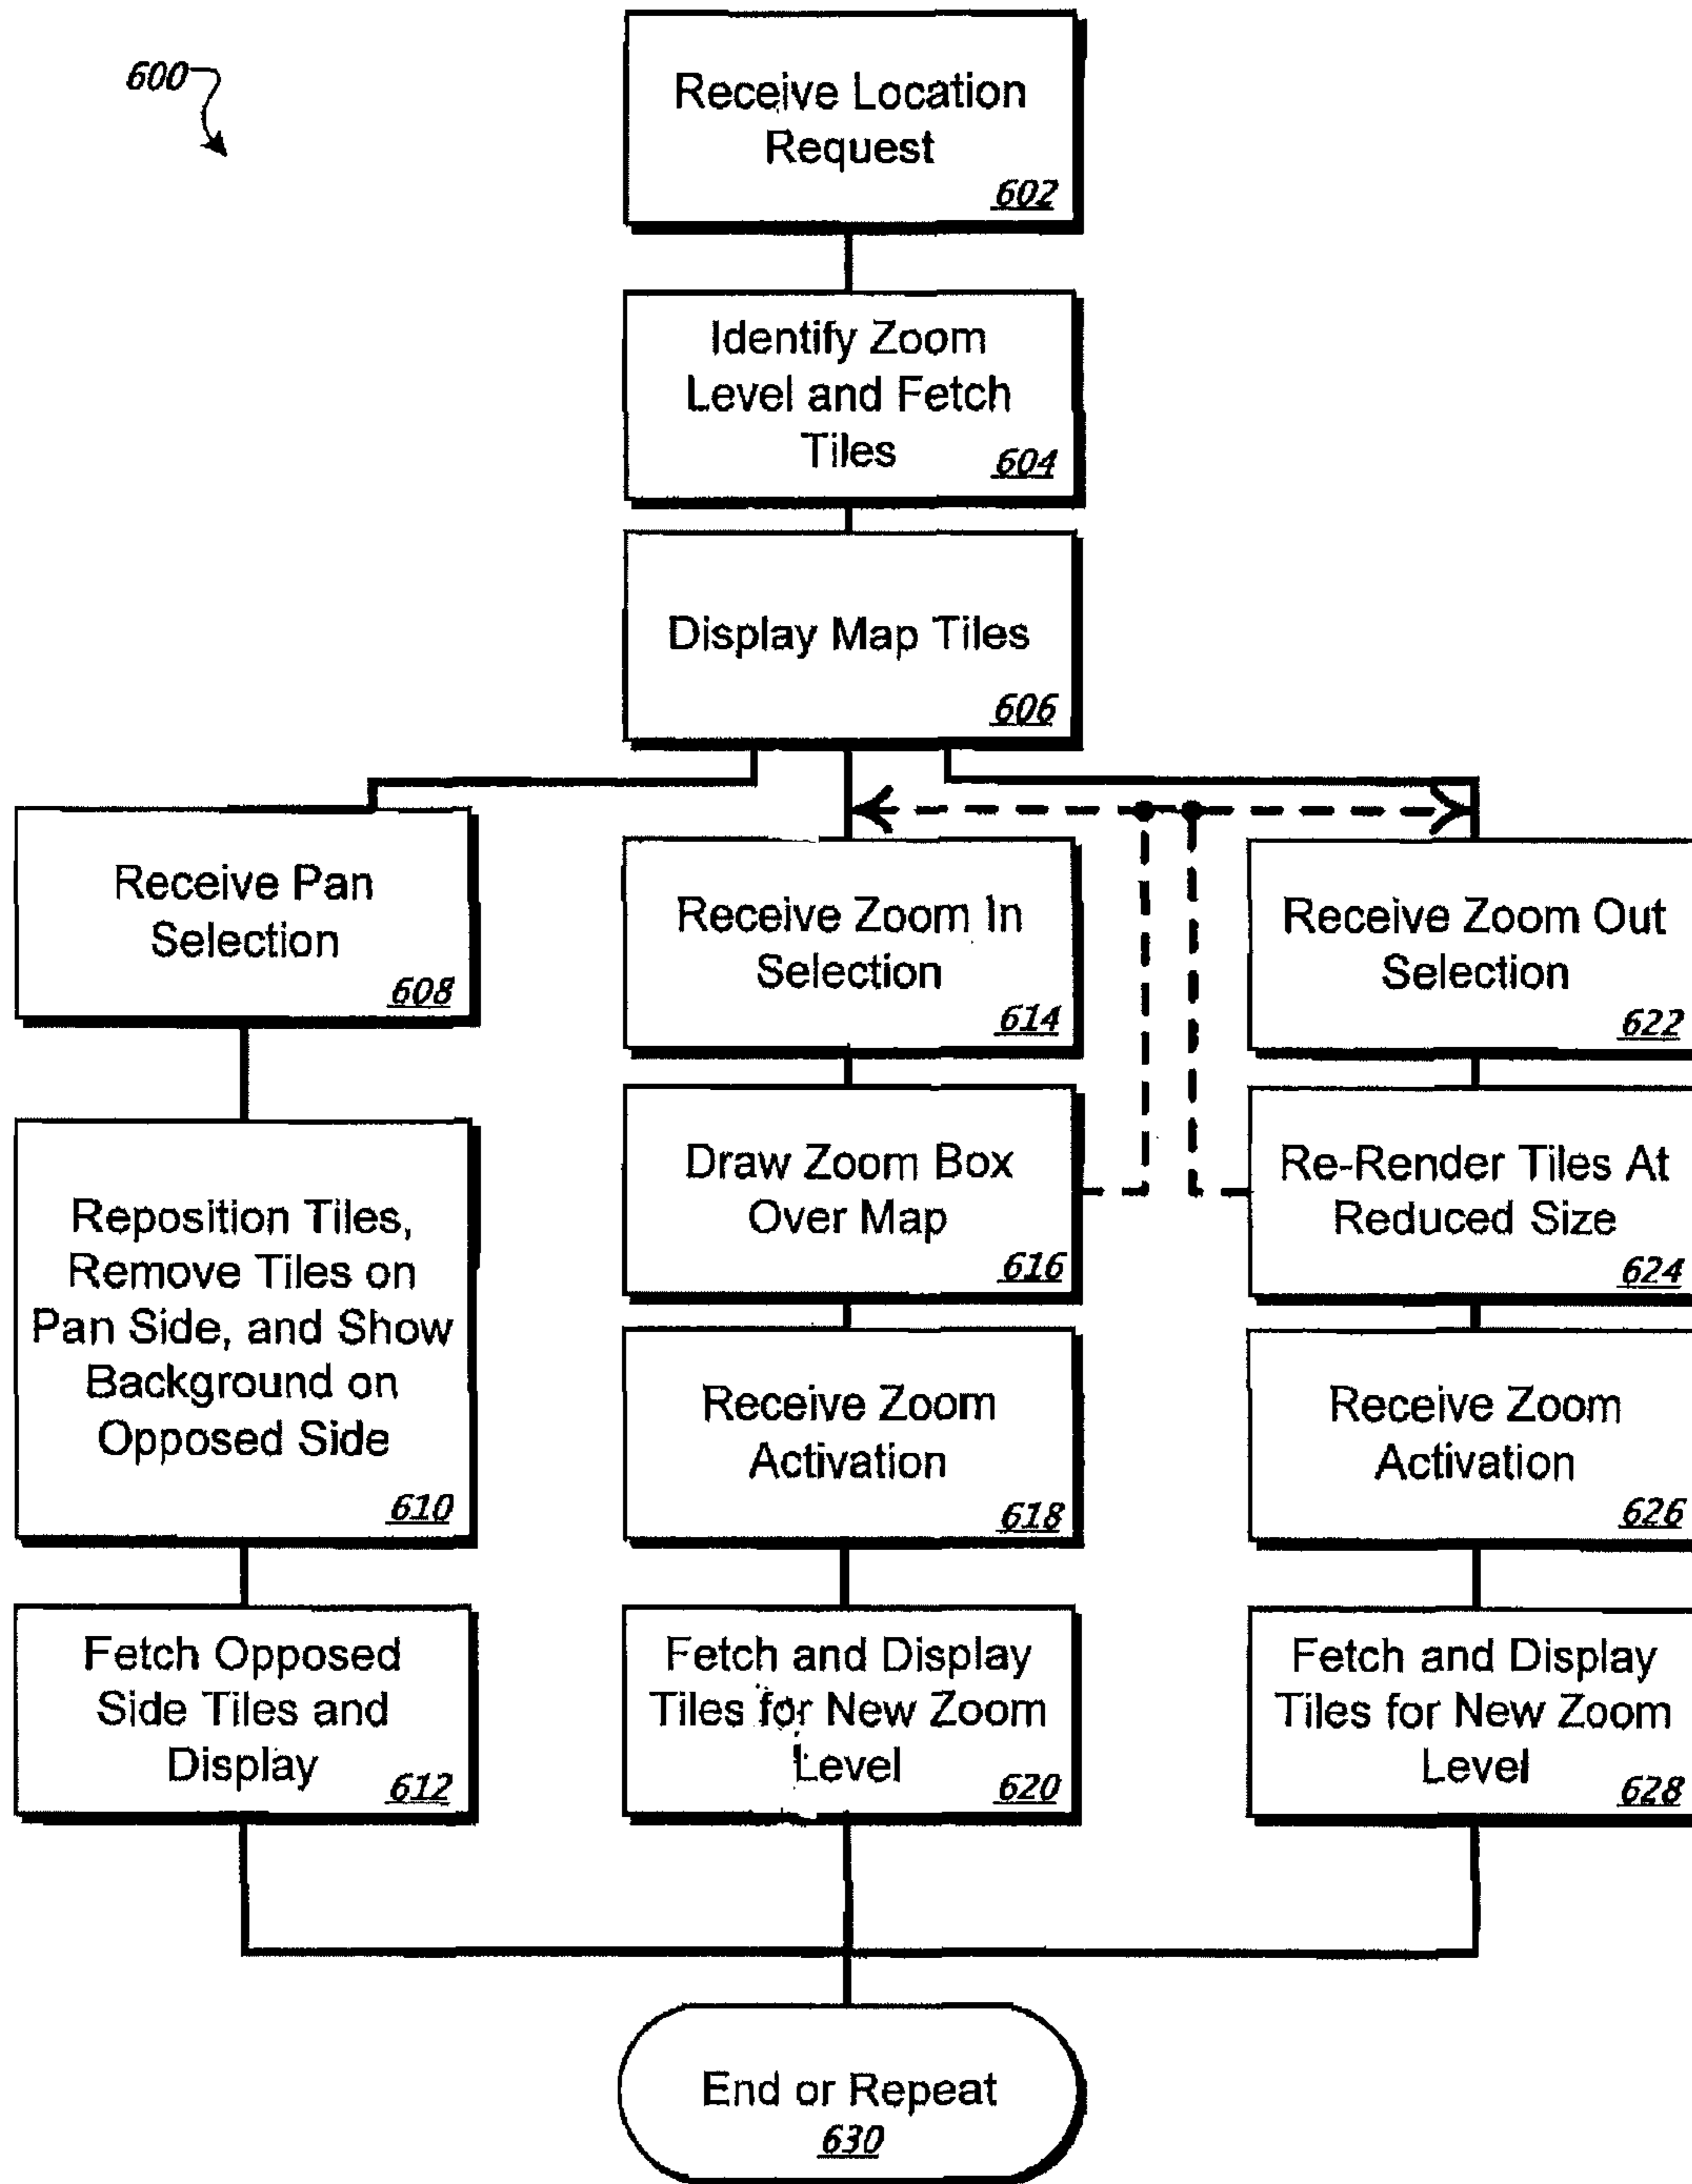 600
Receive Location
Request
602
Identify Zoom
Level and Fetch
Tiles
604
Display Map Tiles
606
Receive Pan
Selection
608
Reposition Tiles,
Remove Tiles on
Pan Side, and Show
Background on
Opposed Side
610
Fetch Opposed
Side Tiles and
Display
612
Receive Zoom In
Selection
614
Draw Zoom Box
Over Map
616
Receive Zoom
Activation
618
Fetch and Display
Tiles for New Zoom
Level
620
Receive Zoom Out
Selection
622
Re-Render Tiles At
Reduced Size
624
Receive Zoom
Activation
626
Fetch and Display
Tiles for New Zoom
Level
628
End or Repeat
630